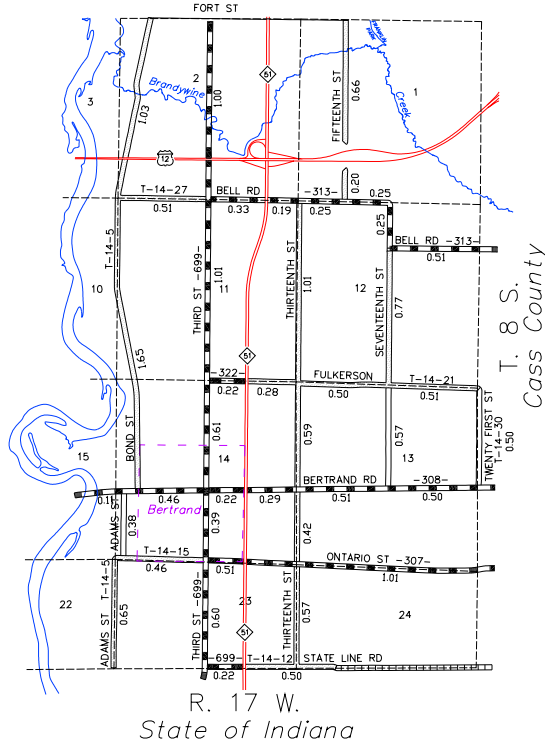 FORT ST
FRANKLIN
PARK
51
2
1
3
Brandywine
1.00
0.66
1.03
FIFTEENTH ST
Creek
12
0.20
T-14-27
BELL RD
-313-
0.25
0.51
0.33
0.19
0.25
0.25
T-14-5
BELL RD -313-
0.51
THIRD ST -699-
1.01
11
THIRTEENTH ST
1.01
12
SEVENTEENTH ST
0.77
10
51
1.65
-322-
FULKERSON
T-14-21
0.22
0.28
0.50
0.51
BOND ST
0.61
0.59
0.57
TWENTY FIRST ST
T-14-30
0.50
15
14
13
BERTRAND RD
-308-
0.11
0.46
0.22
0.29
0.51
0.50
Bertrand
ADAMS ST
0.38
0.39
0.42
T-14-15
ONTARIO ST -307-
0.46
0.51
1.01
ADAMS ST T-14-5
0.65
THIRD ST -699-
0.60
THIRTEENTH ST
0.57
22
23
24
51
-699-
T-14-12
STATE LINE RD
0.22
0.50
T. 8 S.
Cass County
R. 17 W.
State of Indiana